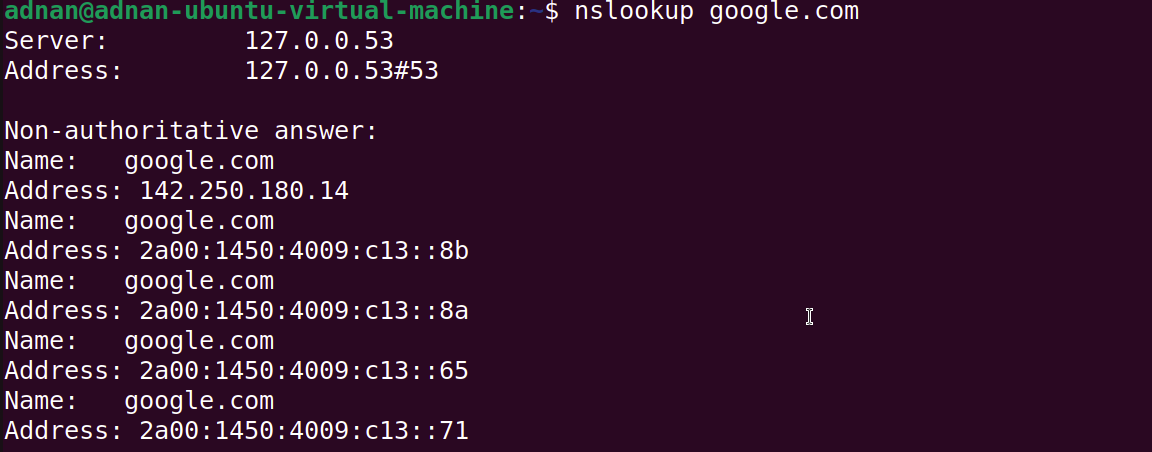 adnan@adnan-ubuntu-virtual-machine:~$ nslookup google.com
Server:         127.0.0.53
Address:        127.0.0.53#53

Non-authoritative answer:
Name:   google.com
Address: 142.250.180.14
Name:   google.com
Address: 2a00:1450:4009:c13::8b
Name:   google.com
Address: 2a00:1450:4009:c13::8a
Name:   google.com
Address: 2a00:1450:4009:c13::65
Name:   google.com
Address: 2a00:1450:4009:c13::71